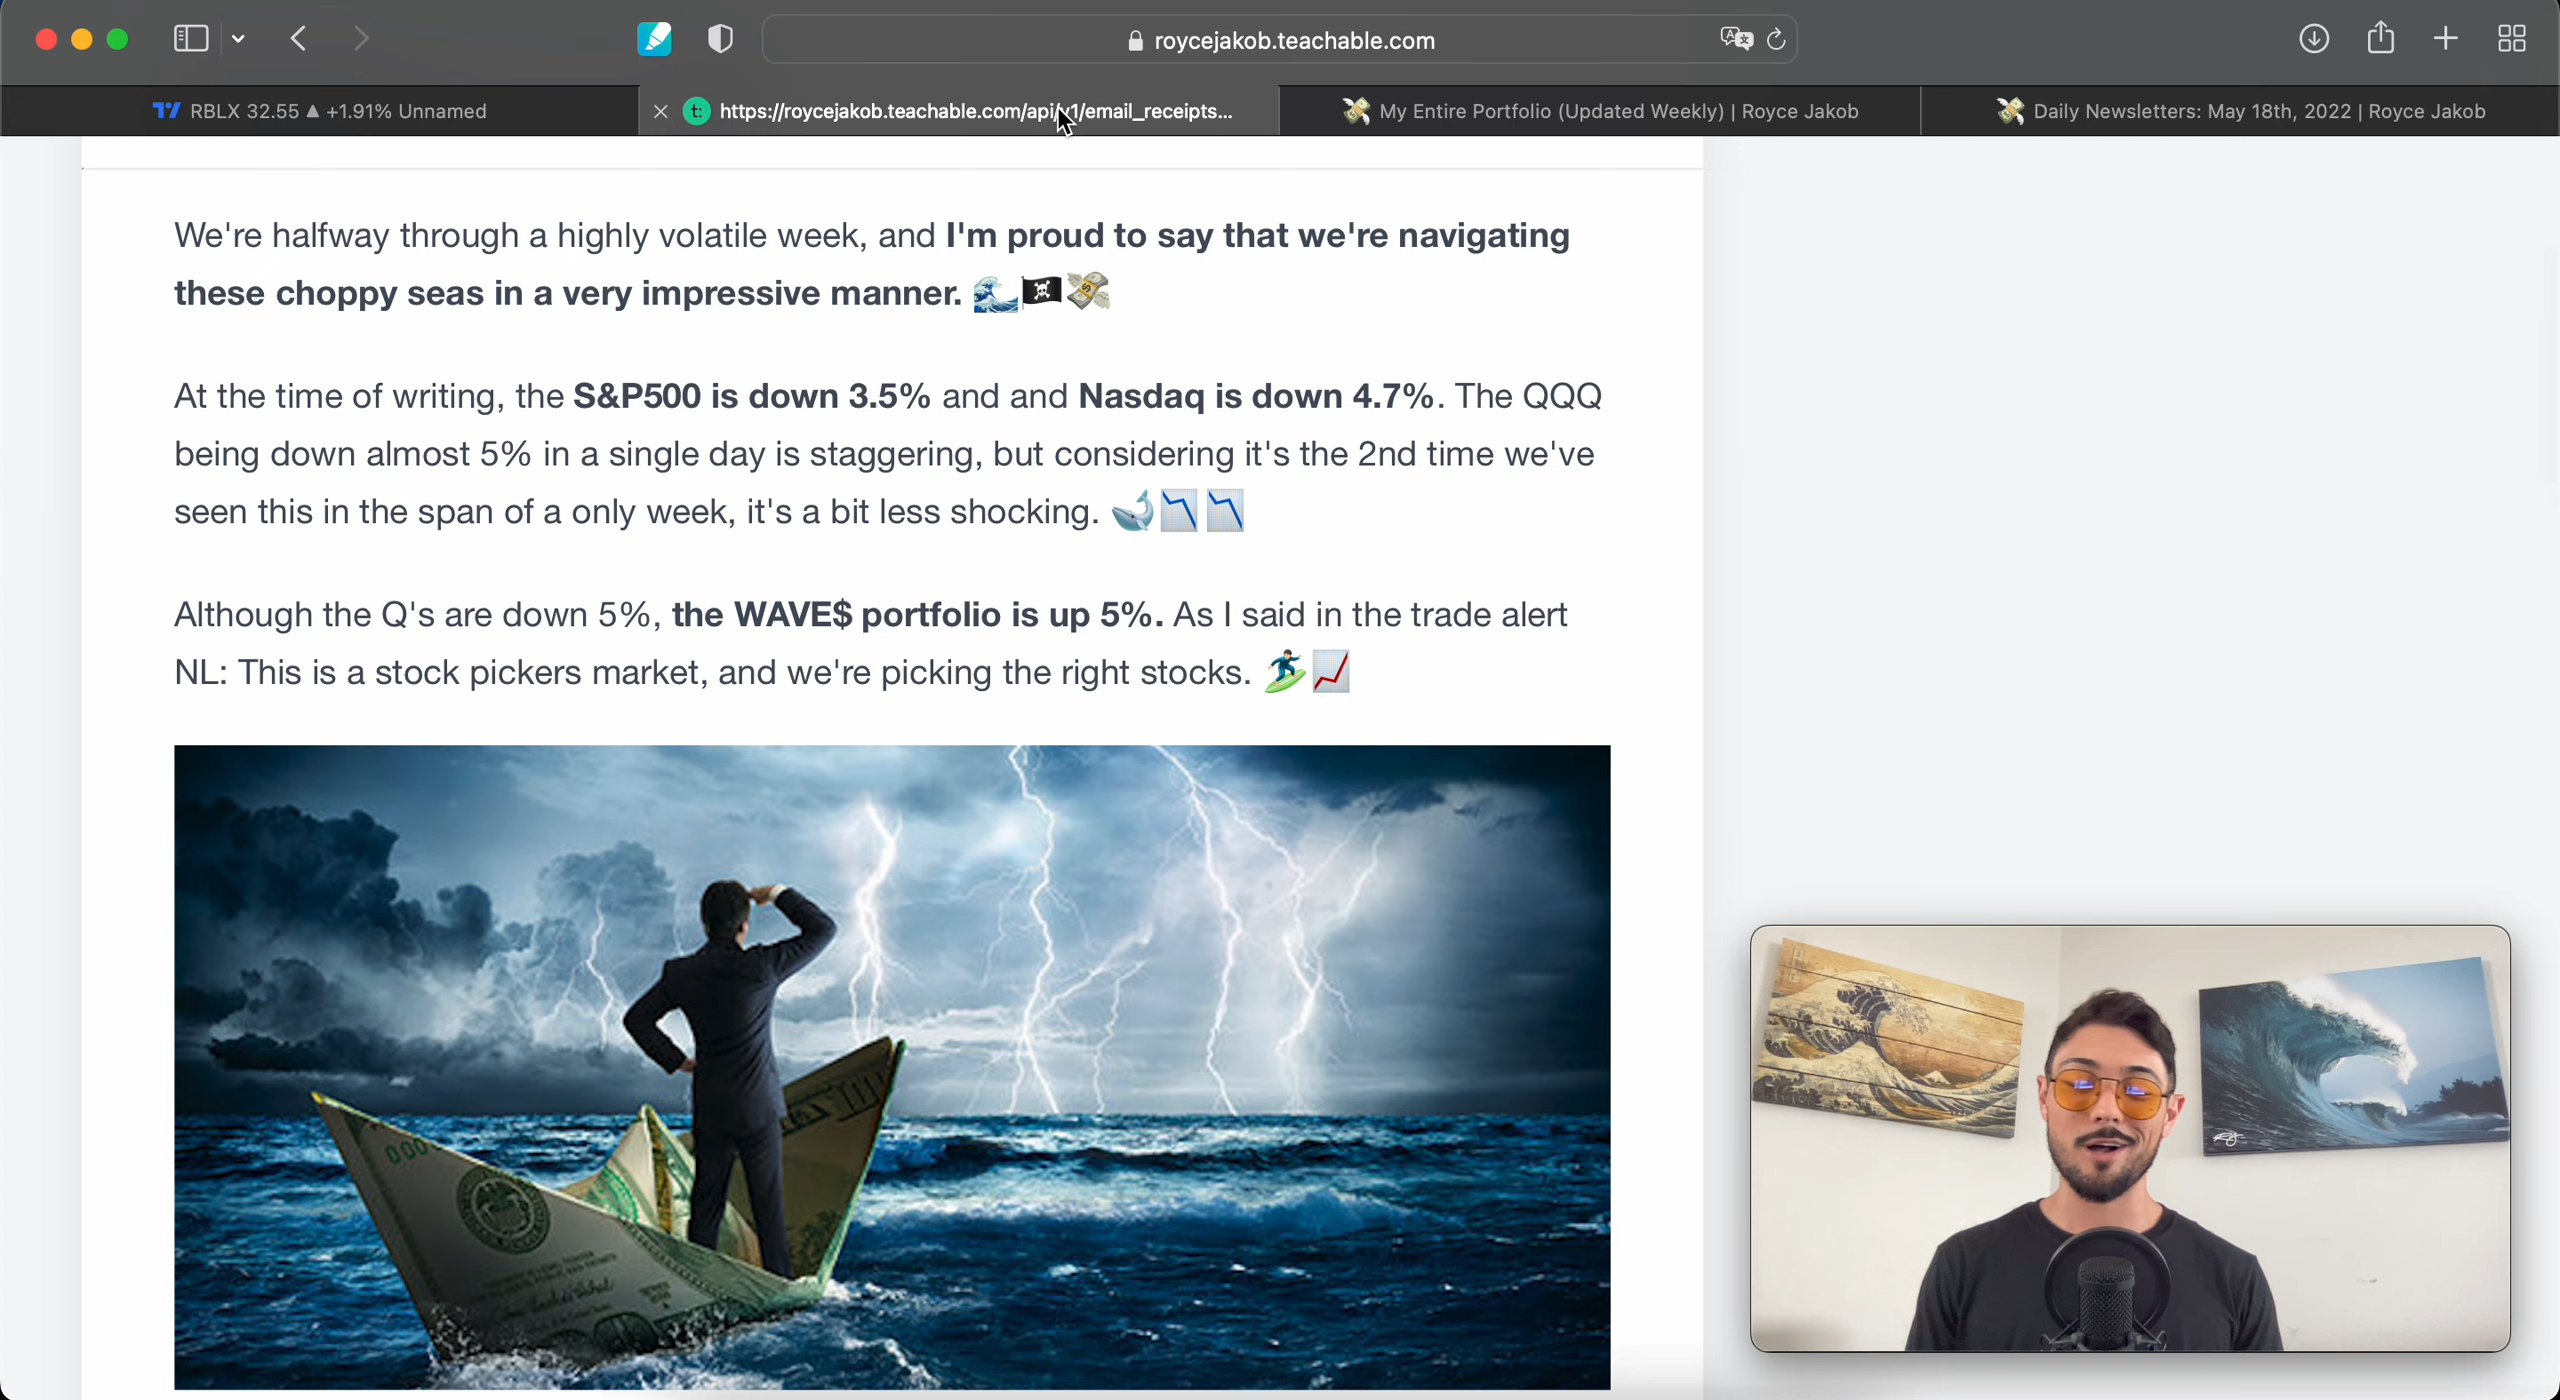 roycejakob.teachable.com
RBLX 32.55 ▲ +1.91% Unnamed
t: https://roycejakob.teachable.com/api/v1/email_receipts...
My Entire Portfolio (Updated Weekly) | Royce Jakob
Daily Newsletters: May 18th, 2022 | Royce Jakob
We're halfway through a highly volatile week, and I'm proud to say that we're navigating
these choppy seas in a very impressive manner. 🌊🏴‍☠️💸
At the time of writing, the S&P500 is down 3.5% and and Nasdaq is down 4.7%. The QQQ
being down almost 5% in a single day is staggering, but considering it's the 2nd time we've
seen this in the span of a only week, it's a bit less shocking. 🐳📉📉
Although the Q's are down 5%, the WAVE$ portfolio is up 5%. As I said in the trade alert
NL: This is a stock pickers market, and we're picking the right stocks. 🏄📈